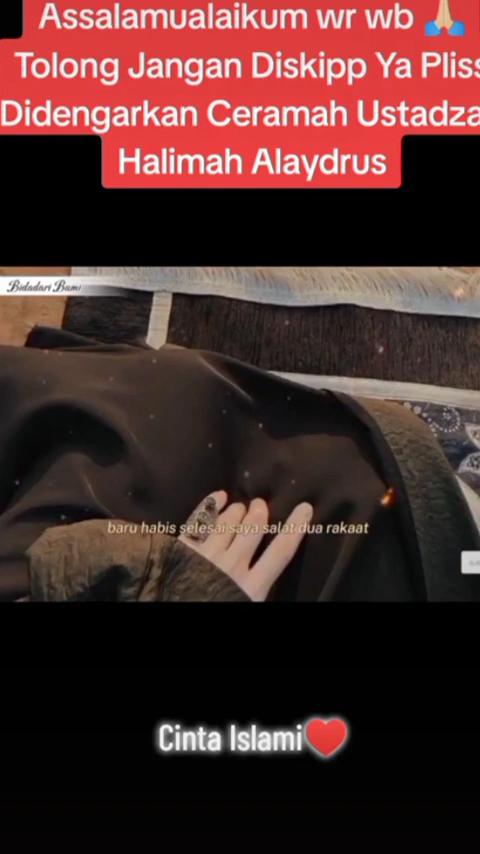 Assalamualaikum wr wb 🙏🏼
Tolong Jangan Diskipp Ya Plis
Didengarkan Ceramah Ustadza
Halimah Alaydrus
Bidadari Bumi
baru habis selesai saya salat dua rakaat
Cinta Islami❤️